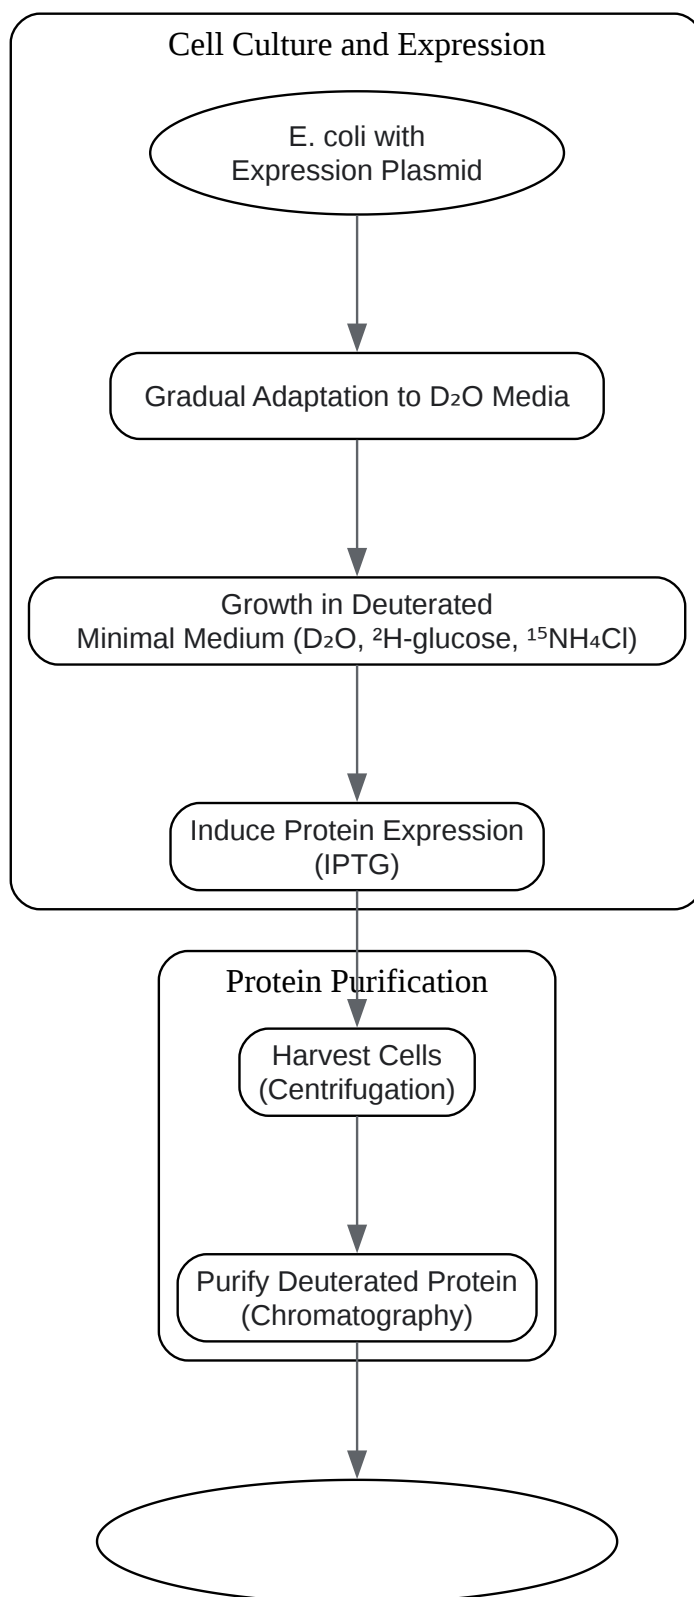 Cell Culture and Expression
E. coli with
Expression Plasmid
Gradual Adaptation to D₂O Media
Growth in Deuterated
Minimal Medium (D₂O, ²H-glucose, ¹⁵NH₄Cl)
Induce Protein Expression
(IPTG)
Protein Purification
Harvest Cells
(Centrifugation)
Purify Deuterated Protein
(Chromatography)